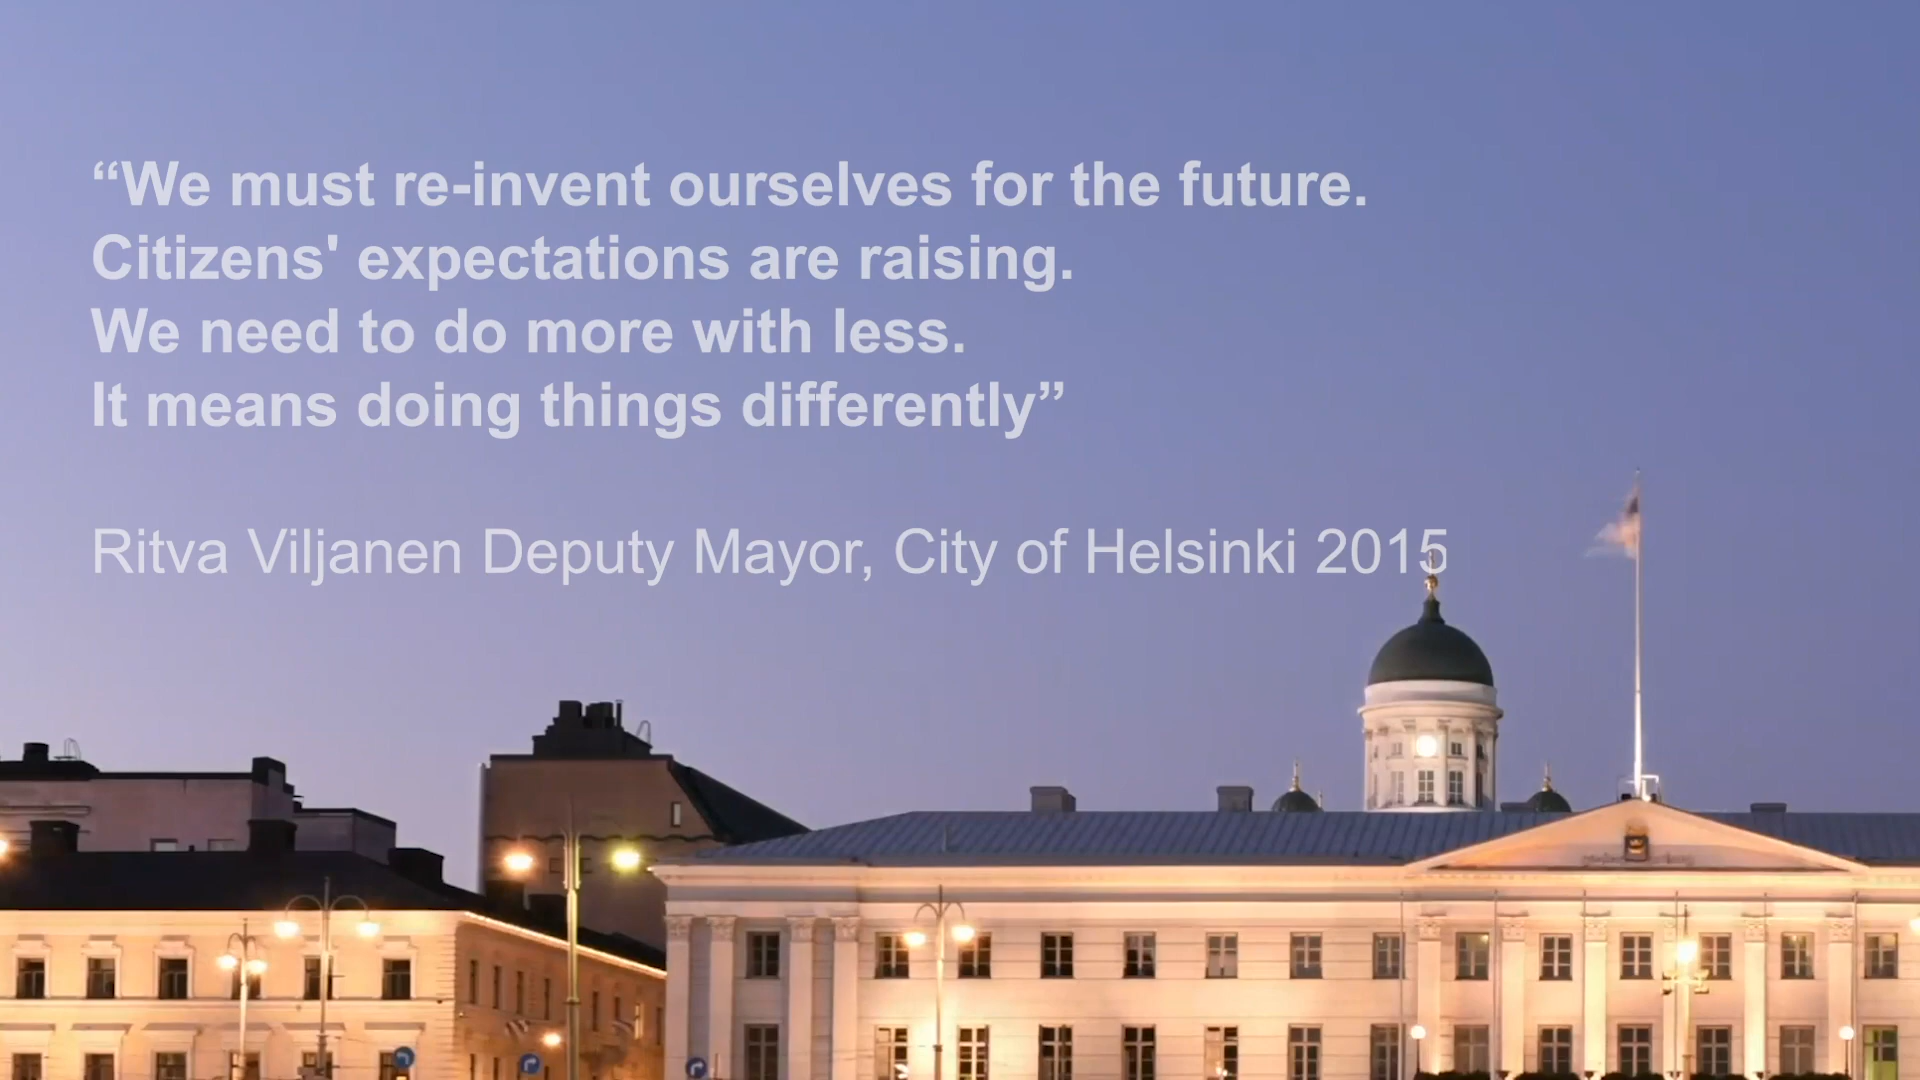 “We must re-invent ourselves for the future.
Citizens' expectations are raising.
We need to do more with less.
It means doing things differently”
Ritva Viljanen Deputy Mayor, City of Helsinki 2015